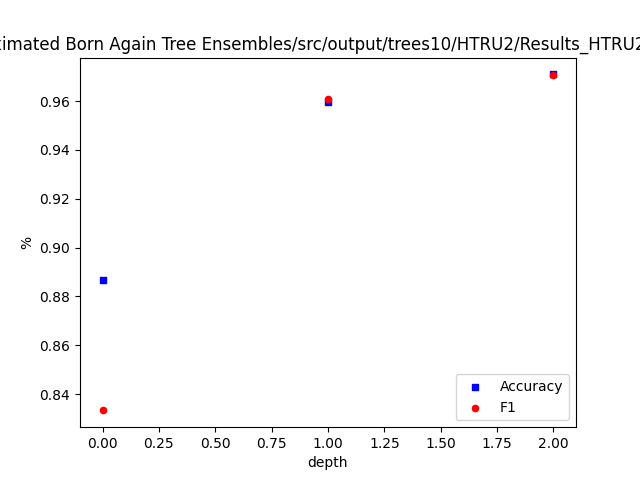 Born Again Tree Ensembles/src/output/trees10/HTRU2/Results_HTRU2
%
0.96
0.94
0.92
0.90
0.88
0.86
0.84
Accuracy
F1
0.00 0.25 0.50 0.75 1.00 1.25 1.50 1.75 2.00
depth